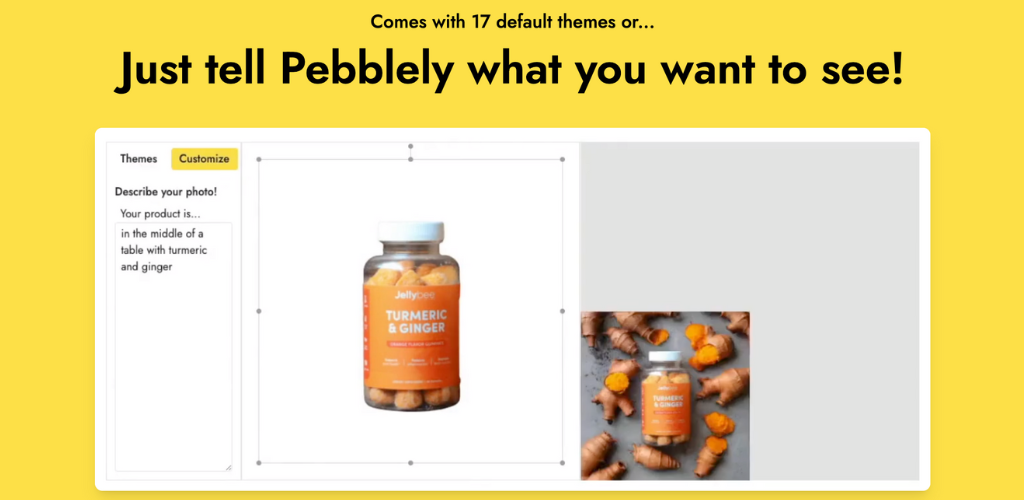 Comes with 17 default themes or...
Just tell Pebblely what you want to see!
Themes
Customize
Describe your photo!
Your product is...
in the middle of a
table with turmeric
and ginger
Jellybee
TURMERIC
& GINGER
Jellybee
TURMERIC
& GINGER